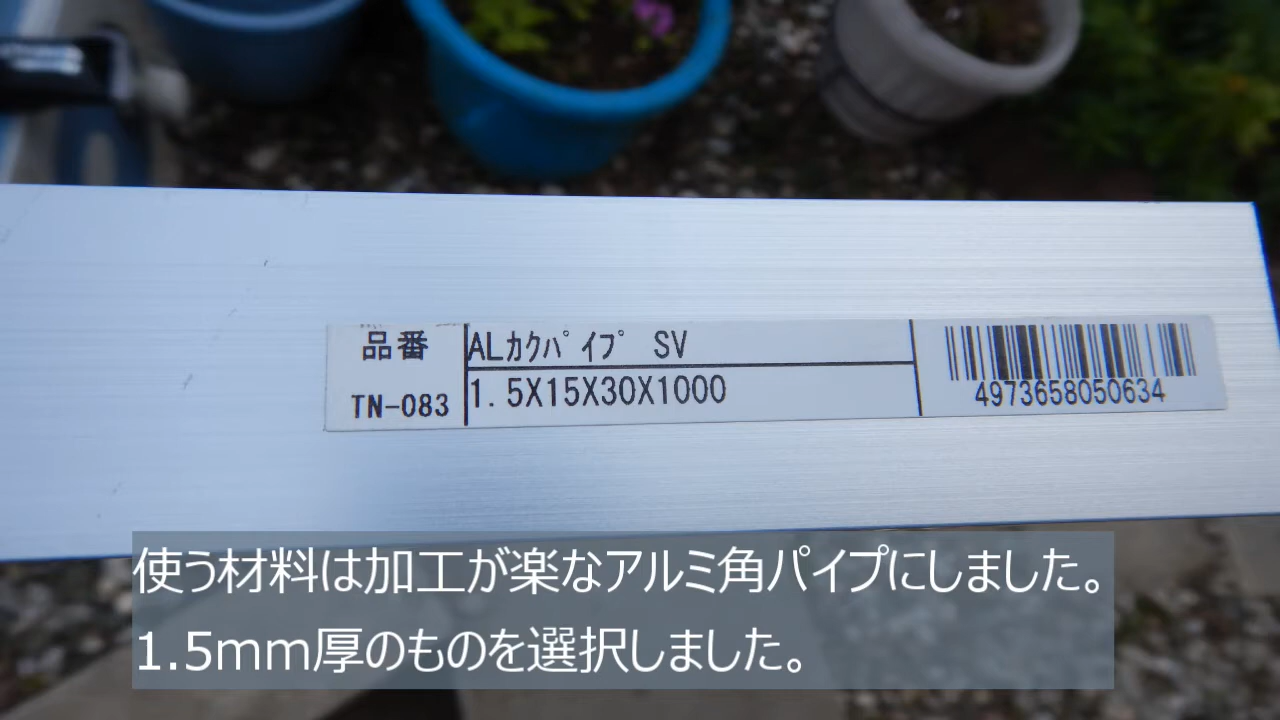 品番
TN-083
ALｶｸﾊﾟｲﾌﾟ SV
1.5X15X30X1000
4973658050634
使う材料は加工が楽なアルミ角パイプにしました。
1.5mm厚のものを選択しました。